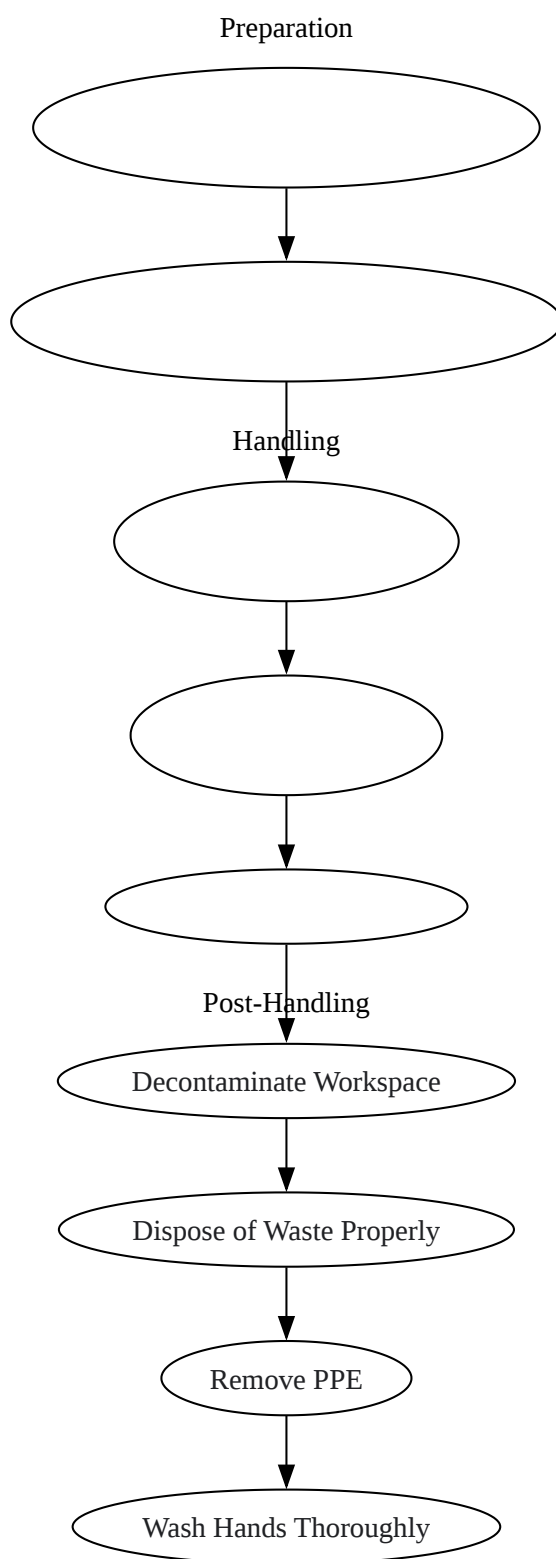 Preparation
Handling
Post-Handling
Decontaminate Workspace
Dispose of Waste Properly
Remove PPE
Wash Hands Thoroughly